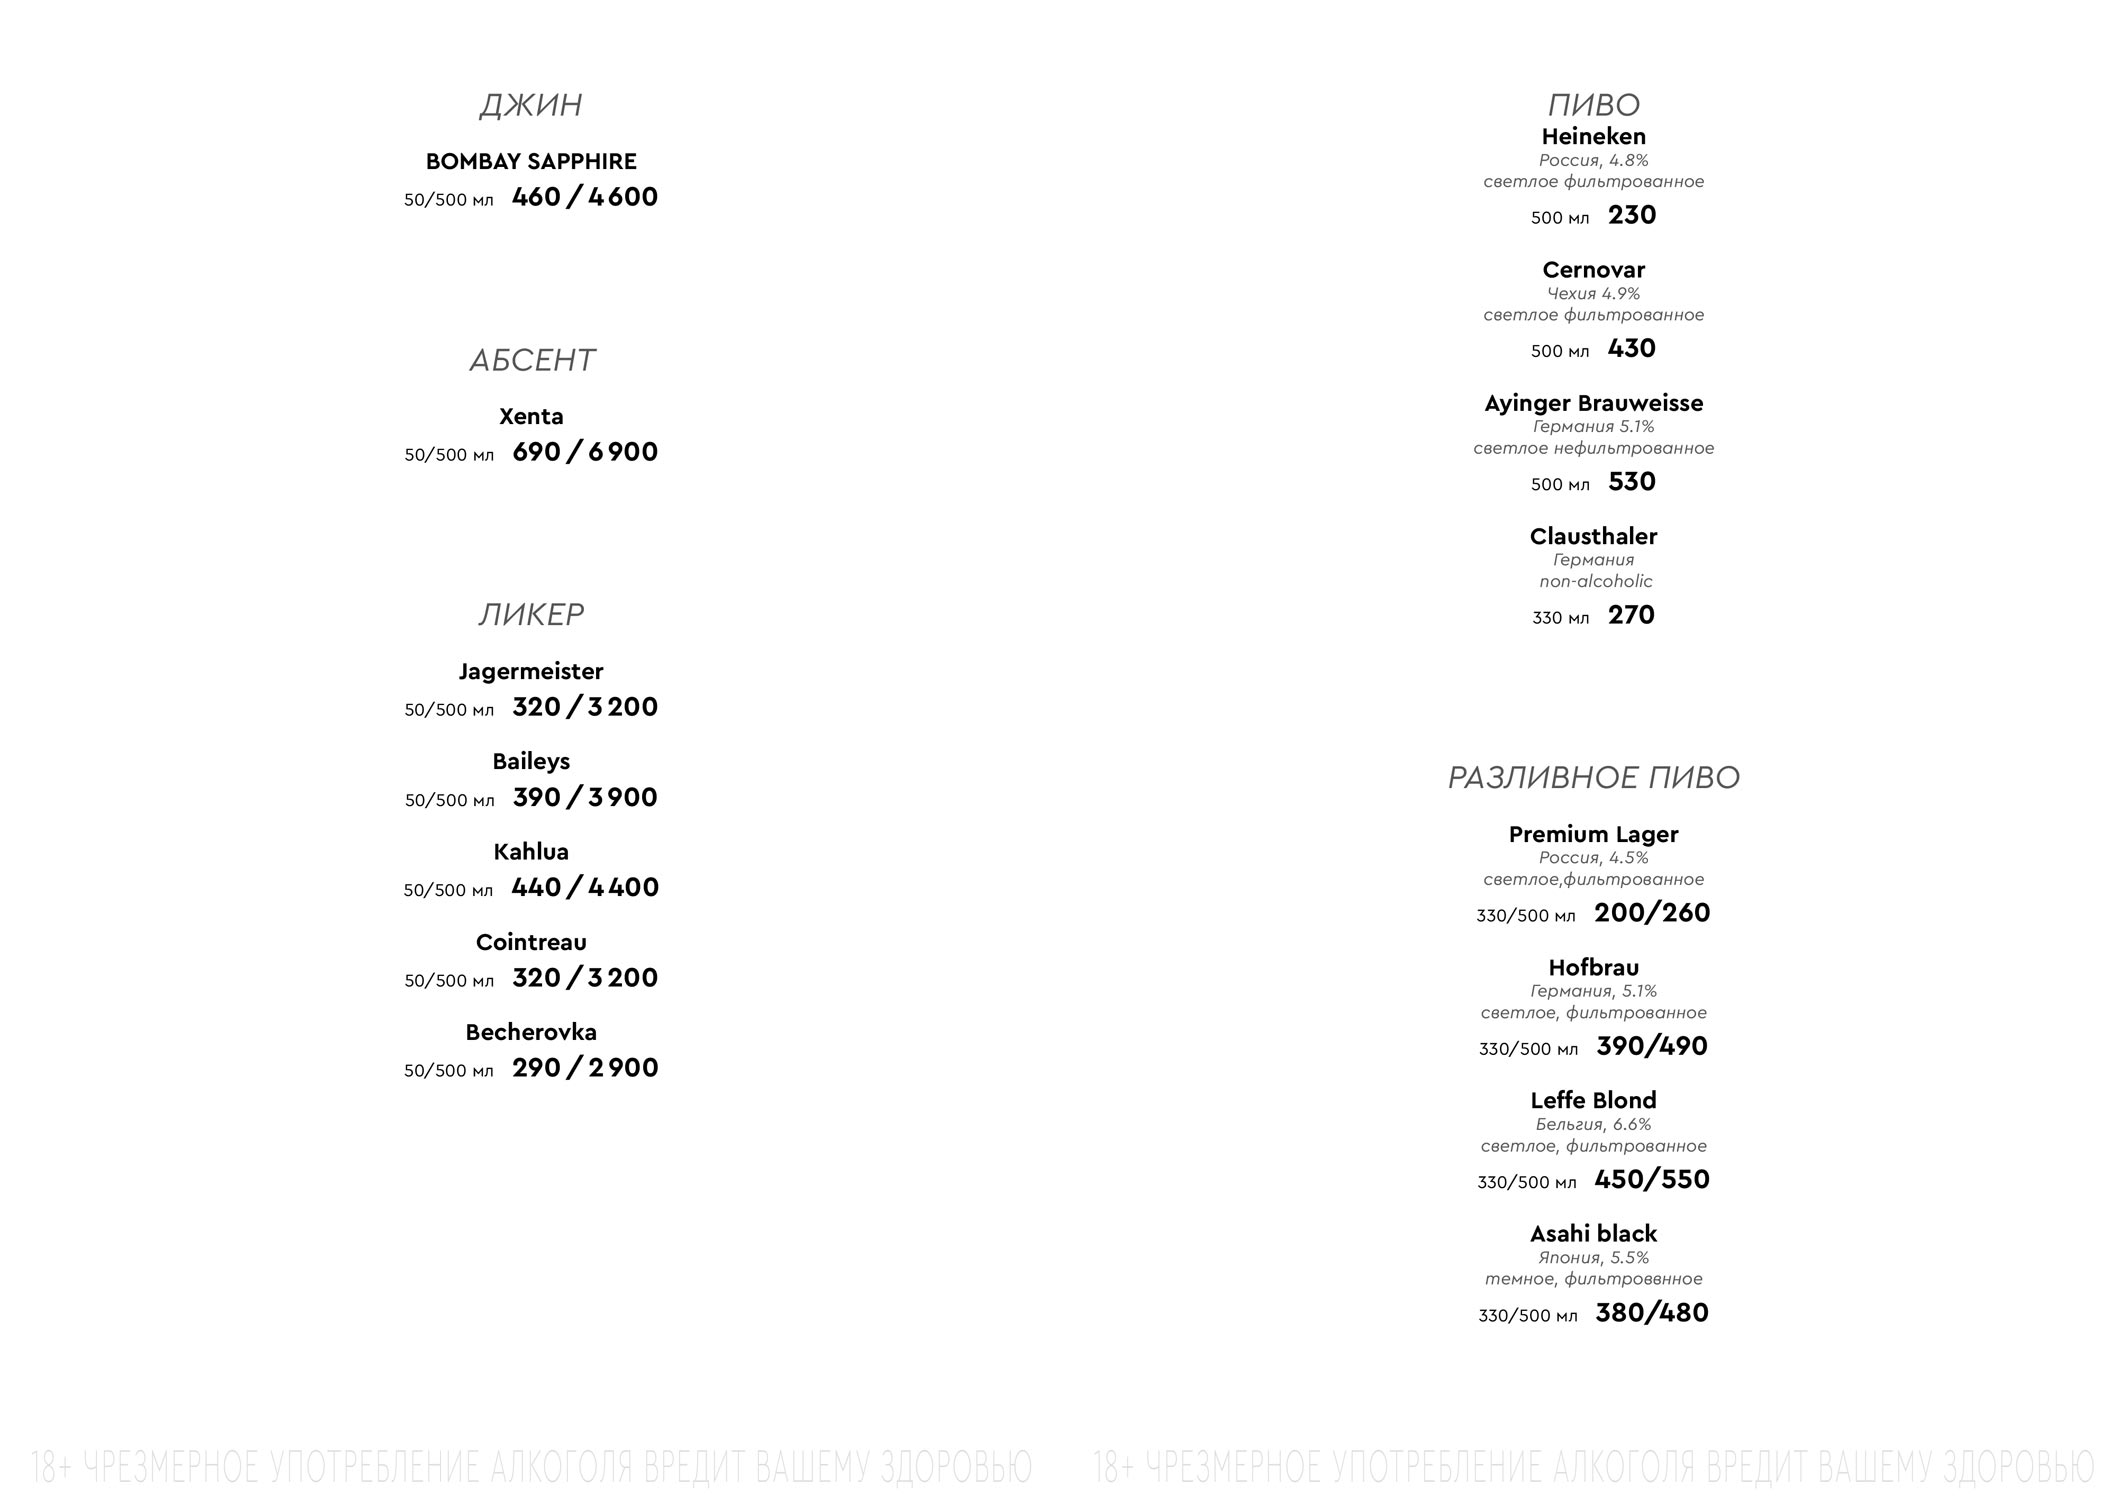 ДЖИН
BOMBAY SAPPHIRE
50/500 мл 460 / 4 600
АБСЕНТ
Xenta
50/500 мл 690 / 6 900
ЛИКЕР
Jagermeister
50/500 мл 320 / 3 200
Baileys
50/500 мл 390 / 3 900
Kahlua
50/500 мл 440 / 4 400
Cointreau
50/500 мл 320 / 3 200
Becherovka
50/500 мл 290 / 2 900
18+ ЧРЕЗМЕРНОЕ УПОТРЕБЛЕНИЕ АЛКОГОЛЯ ВРЕДИТ ВАШЕМУ ЗДОРОВЬЮ
ПИВО
Heineken
Россия, 4.8%
светлое фильтрованное
500 мл 230
Cernovar
Чехия 4.9%
светлое фильтрованное
500 мл 430
Ayinger Brauweisse
Германия 5.1%
светлое нефильтрованное
500 мл 530
Clausthaler
Германия
non-alcoholic
330 мл 270
РАЗЛИВНОЕ ПИВО
Premium Lager
Россия, 4.5%
светлое,фильтрованное
330/500 мл 200/260
Hofbrau
Германия, 5.1%
светлое, фильтрованное
330/500 мл 390/490
Leffe Blond
Бельгия, 6.6%
светлое, фильтрованное
330/500 мл 450/550
Asahi black
Япония, 5.5%
темное, фильтроввнное
330/500 мл 380/480
18+ ЧРЕЗМЕРНОЕ УПОТРЕБЛЕНИЕ АЛКОГОЛЯ ВРЕДИТ ВАШЕМУ ЗДОРОВЬЮ